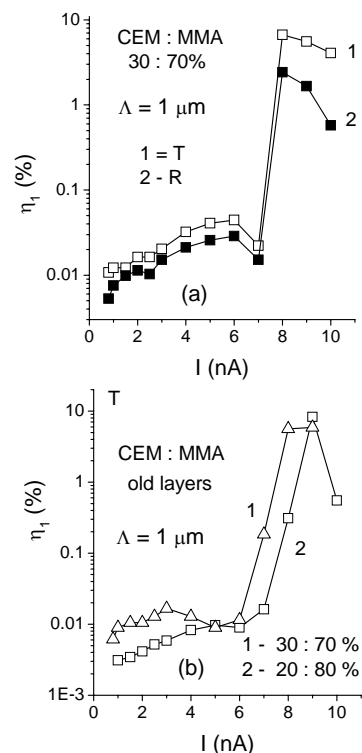 CEM : MMA
30 : 70%
Λ = 1 μm
1 = T
2 - R
1
2
(a)
10
1
0.1
0.01
η₁ (%)
0 2 4 6 8 10
I (nA)
T
CEM : MMA
old layers
Λ = 1 μm
1
2
1 - 30 : 70 %
2 - 20 : 80 %
(b)
10
1
0.1
0.01
1E-3
η₁ (%)
0 2 4 6 8 10
I (nA)